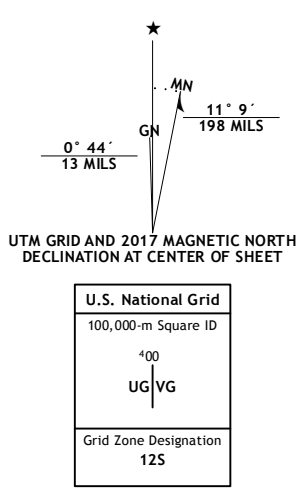 ★
MN
GN
11° 9´
198 MILS
0° 44´
13 MILS
UTM GRID AND 2017 MAGNETIC NORTH
DECLINATION AT CENTER OF SHEET
U.S. National Grid
100,000-m Square ID
⁴00
UG VG
Grid Zone Designation
12S